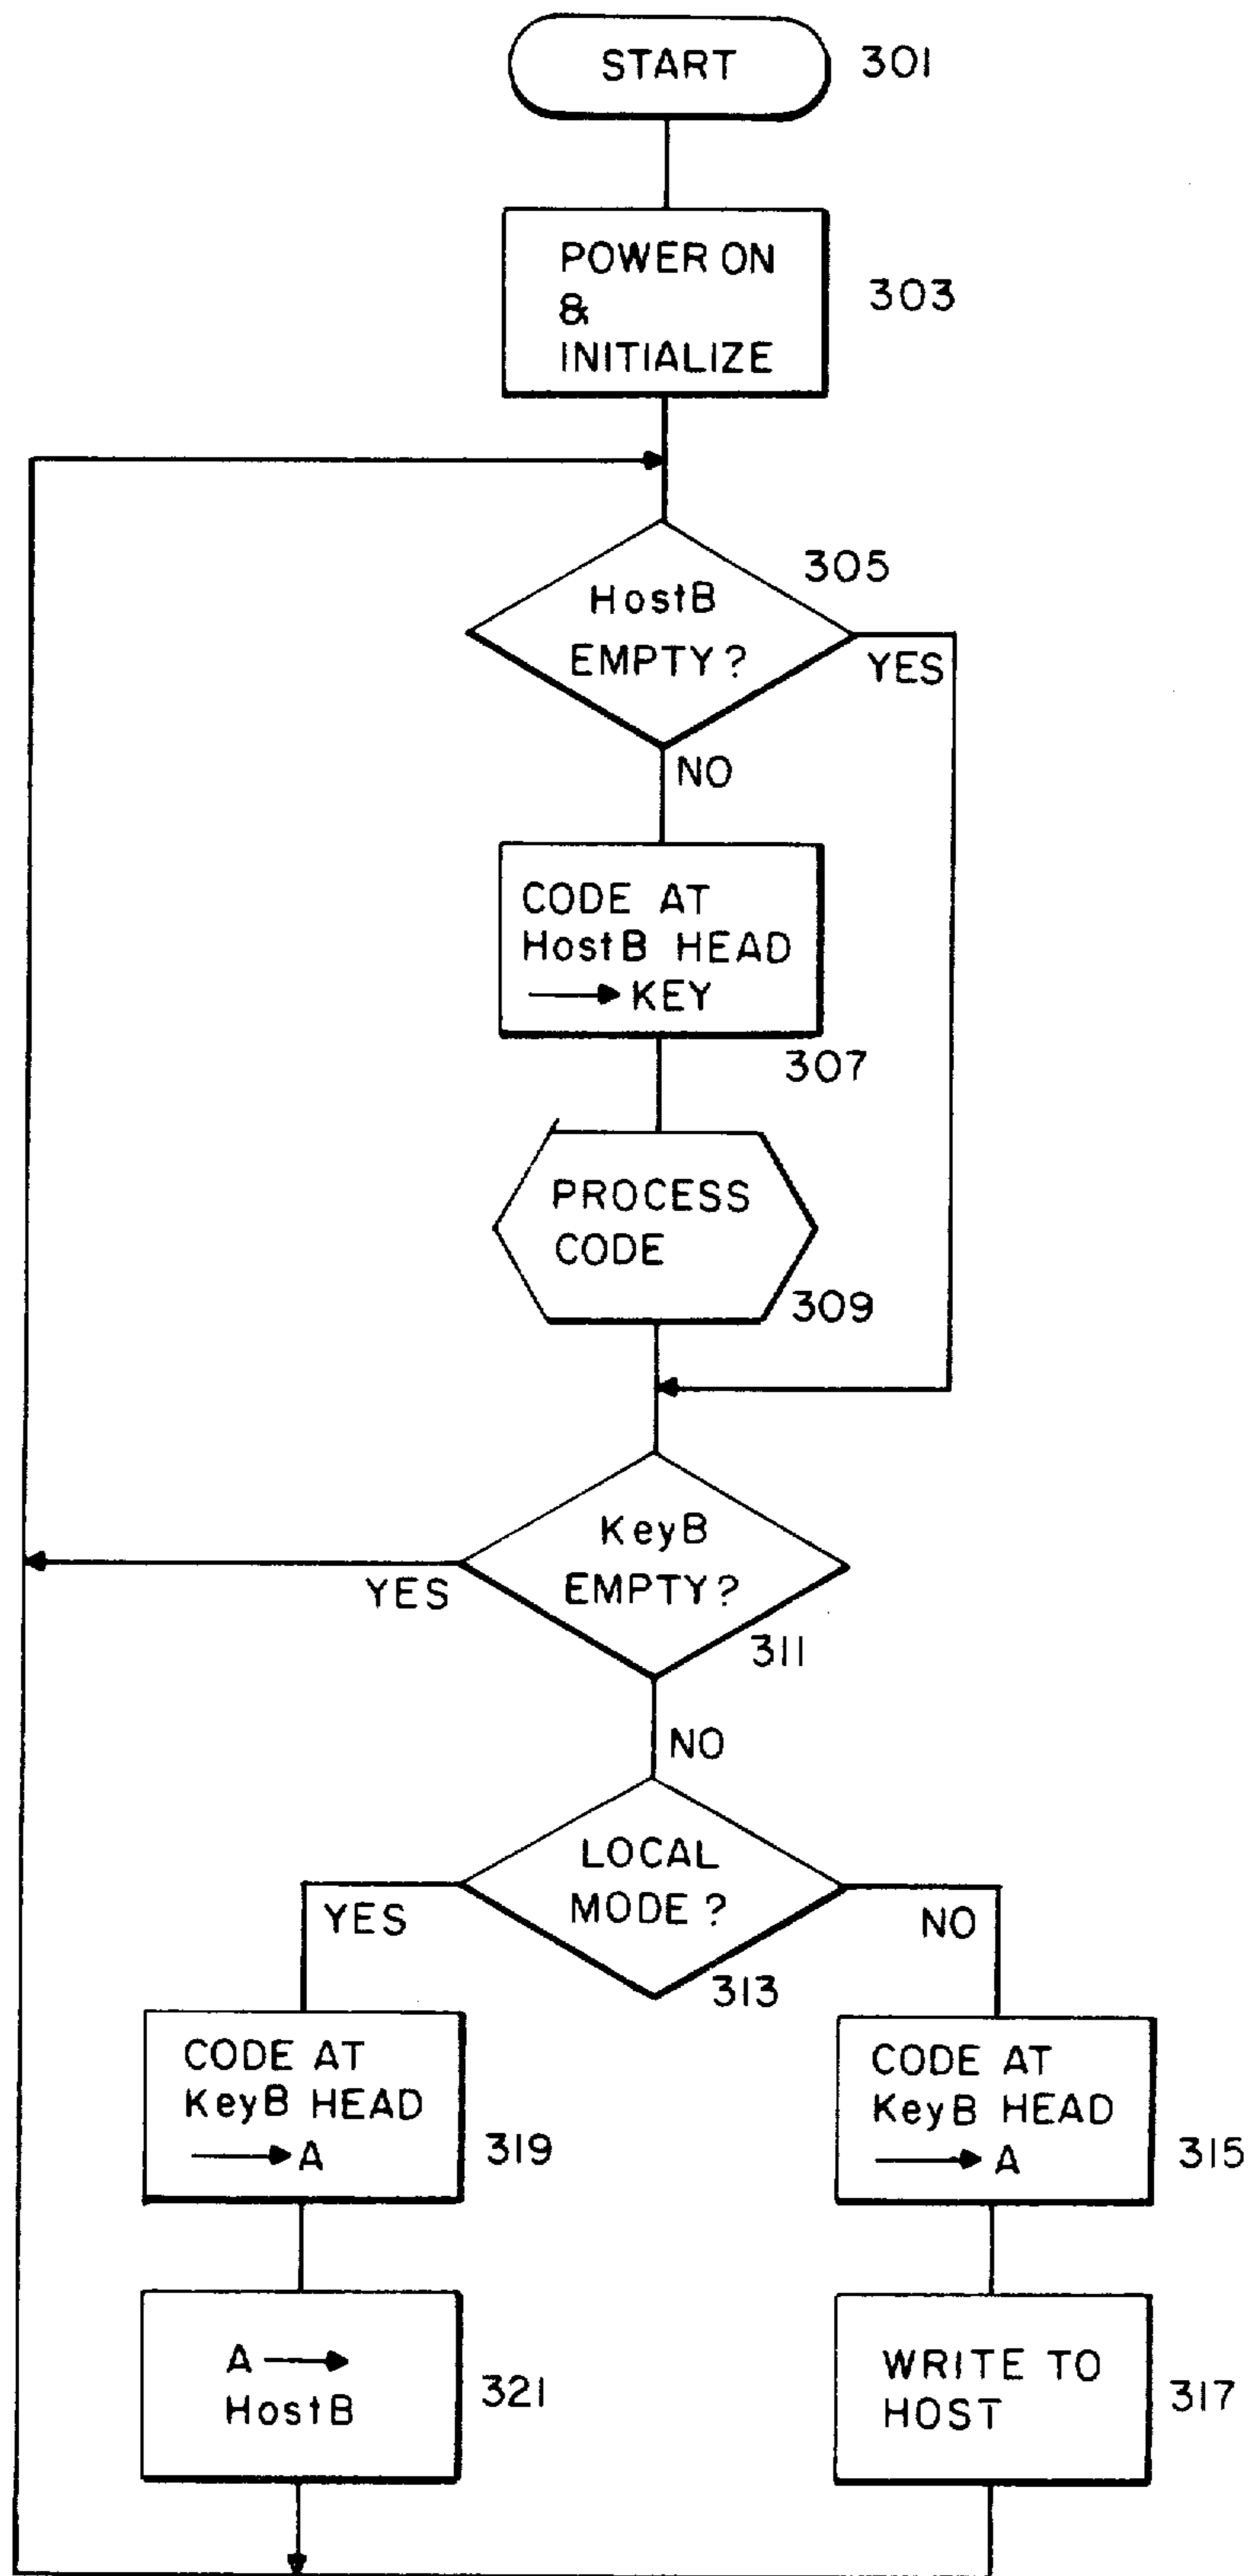 START
301
POWER ON
&
INITIALIZE
303
305
HostB
EMPTY?
YES
NO
CODE AT
HostB HEAD
→ KEY
307
PROCESS
CODE
309
KeyB
EMPTY?
YES
311
NO
LOCAL
MODE?
YES
NO
313
CODE AT
KeyB HEAD
→ A
319
CODE AT
KeyB HEAD
→ A
315
A →
HostB
321
WRITE TO
HOST
317